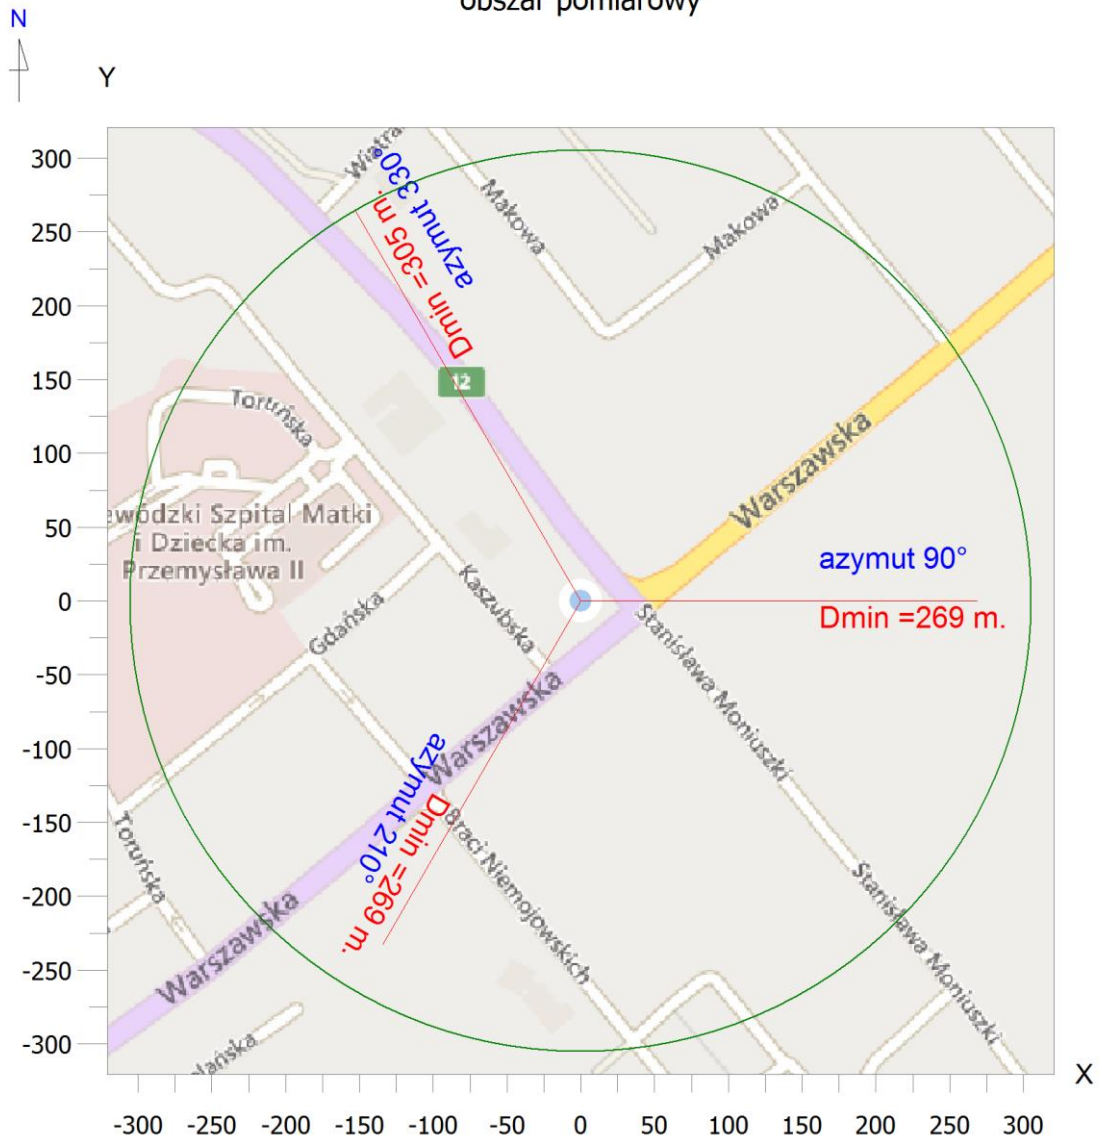 obszar pomiarowy
N
Y
300
250
200
150
100
50
0
-50
-100
-150
-200
-250
-300
Wiatra
azymut 330°
Dmin =305 m.
Makowa
Makowa
12
Toruńska
Warszawska
ewódzki Szpital Matki
i Dziecka im.
Przemysława II
azymut 90°
Dmin =269 m.
Kaszubska
Gdańska
Stanisława Moniuszki
Warszawska
azymut 210°
Dmin =269 m.
Braci Niemojowskich
Toruńska
Stanisława Moniuszki
Warszawska
lańska
X
-300 -250 -200 -150 -100 -50 0 50 100 150 200 250 300